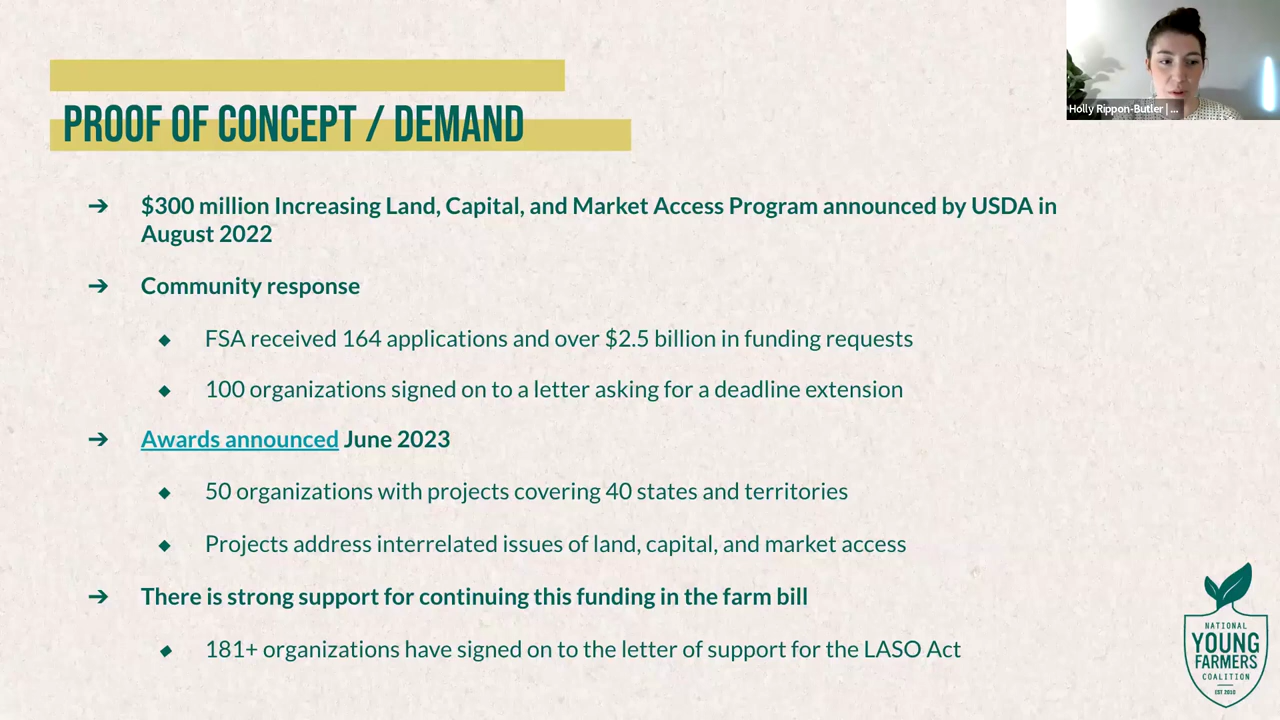 Holly Rippon-Butler | ...
PROOF OF CONCEPT / DEMAND
➔ $300 million Increasing Land, Capital, and Market Access Program announced by USDA in
August 2022
➔ Community response
◆ FSA received 164 applications and over $2.5 billion in funding requests
◆ 100 organizations signed on to a letter asking for a deadline extension
➔ Awards announced June 2023
◆ 50 organizations with projects covering 40 states and territories
◆ Projects address interrelated issues of land, capital, and market access
➔ There is strong support for continuing this funding in the farm bill
◆ 181+ organizations have signed on to the letter of support for the LASO Act
NATIONAL
YOUNG
FARMERS
COALITION
EST 2010